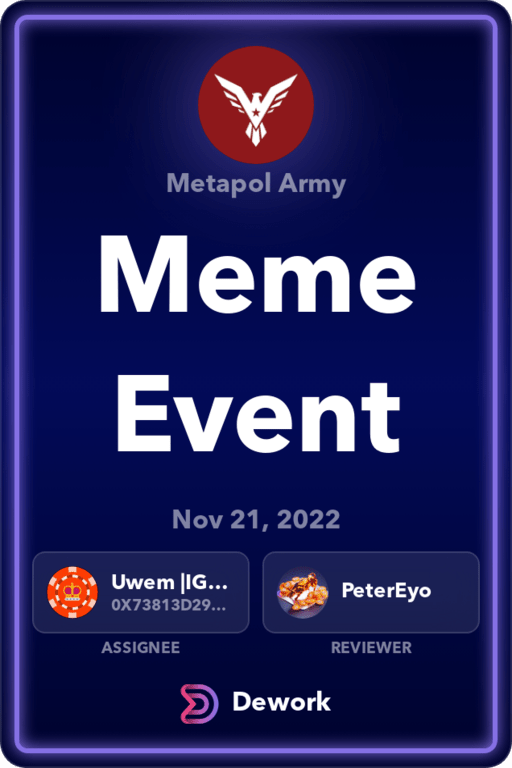 Metapol Army
Meme
Event
Nov 21, 2022
Uwem |IG...
0X73813D29...
PeterEyo
ASSIGNEE
REVIEWER
Dework